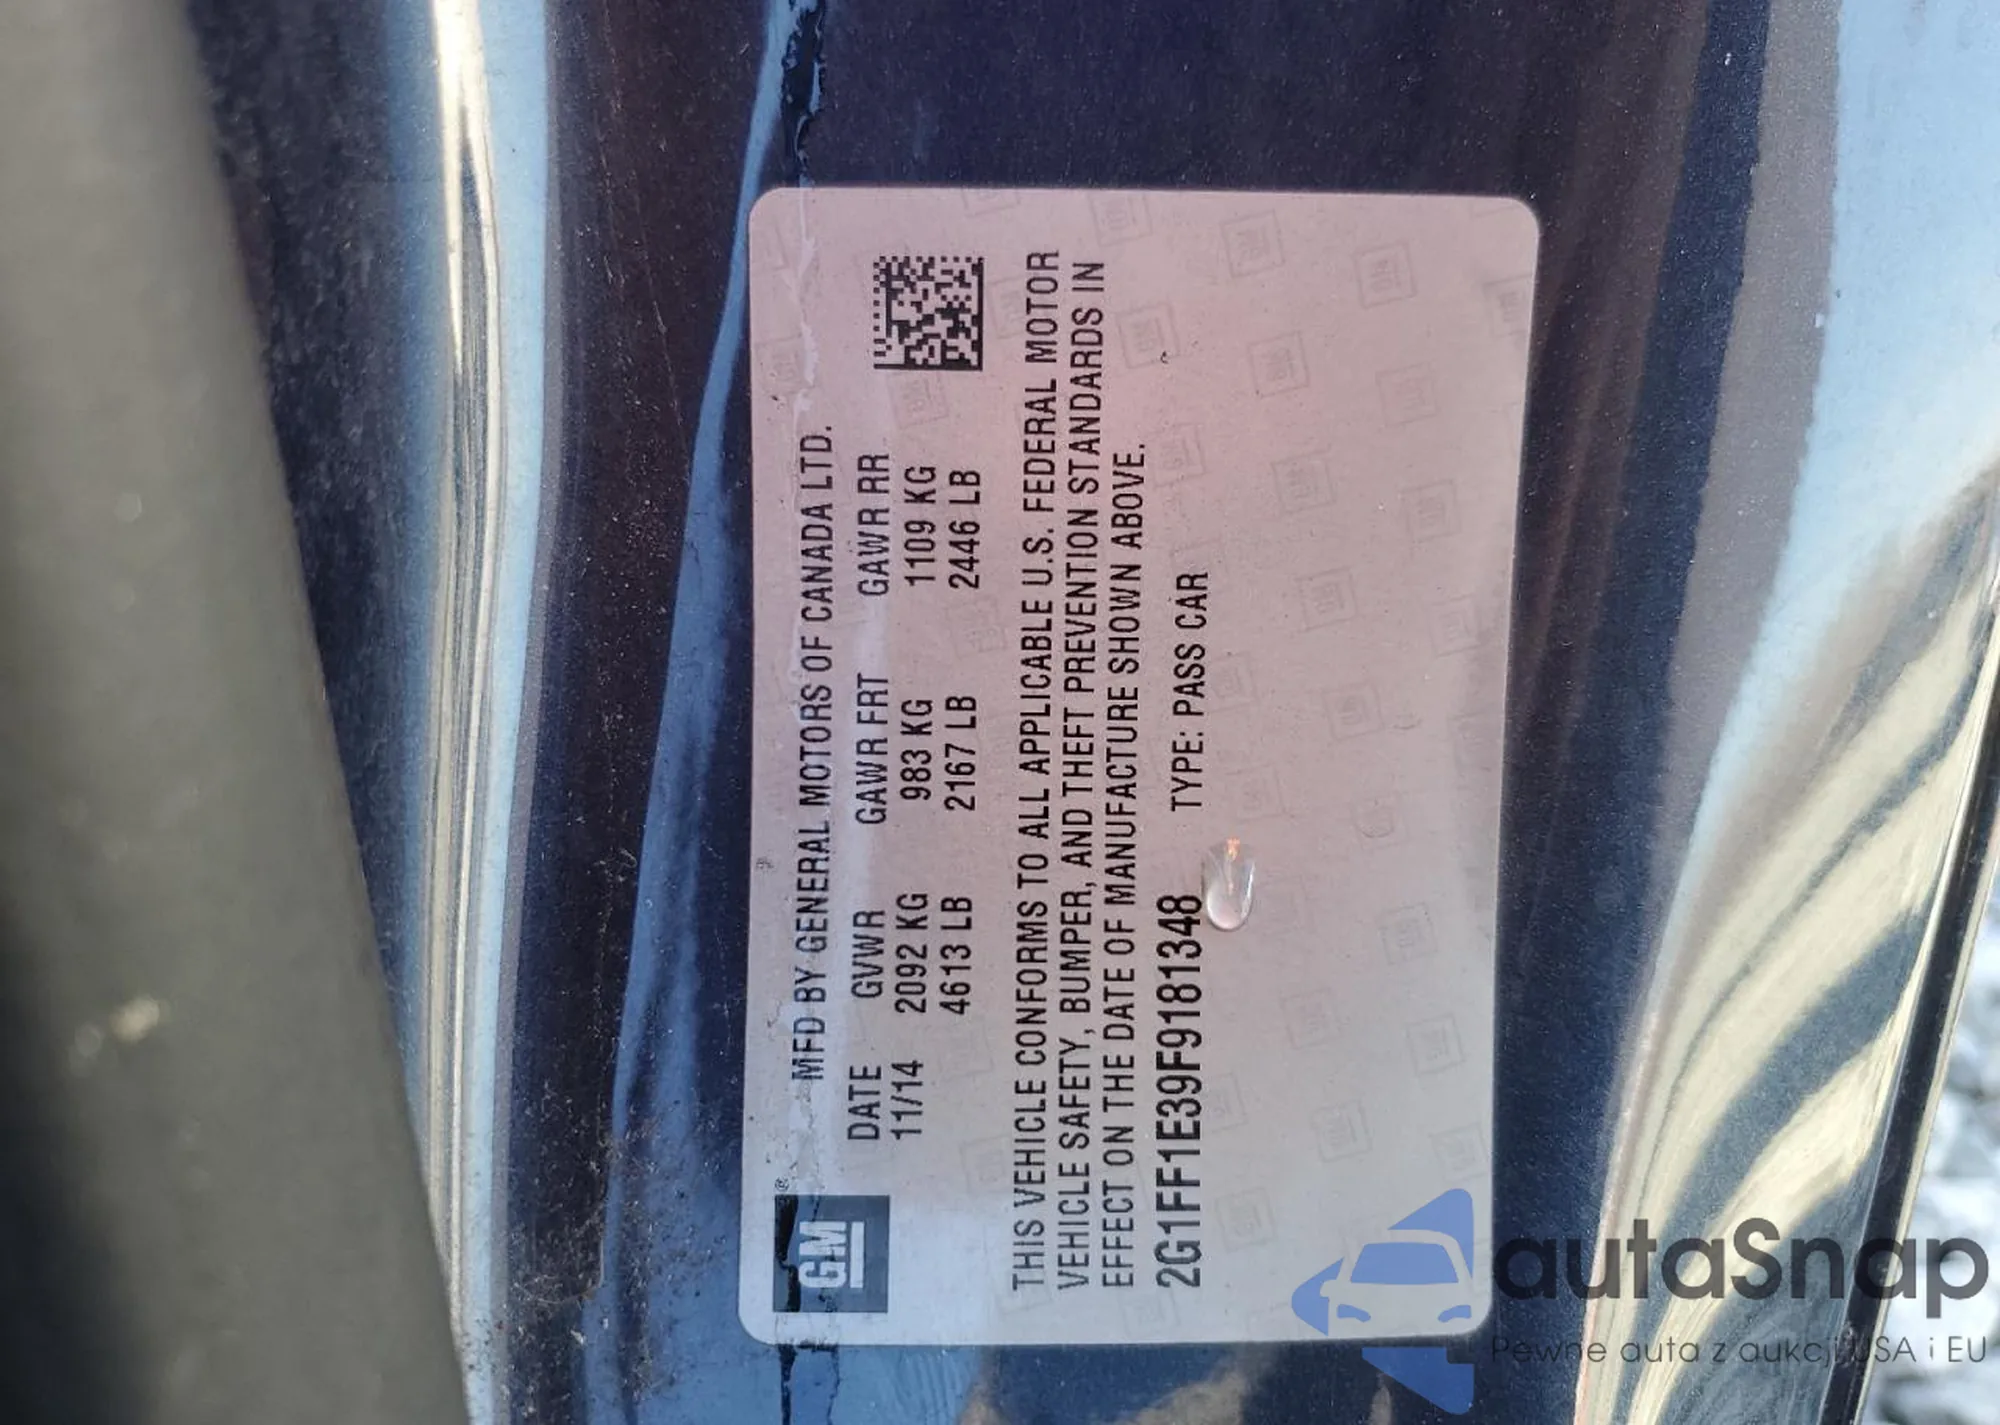 GM®
MFD BY GENERAL MOTORS OF CANADA LTD.
DATE GVWR GAWR FRT GAWR RR
11/14 2092 KG 983 KG 1109 KG
4613 LB 2167 LB 2446 LB
THIS VEHICLE CONFORMS TO ALL APPLICABLE U.S. FEDERAL MOTOR
VEHICLE SAFETY, BUMPER, AND THEFT PREVENTION STANDARDS IN
EFFECT ON THE DATE OF MANUFACTURE SHOWN ABOVE.
2G1FF1E39F9181348 TYPE: PASS CAR
autaSnap
Pewne auta z aukcji USA i EU